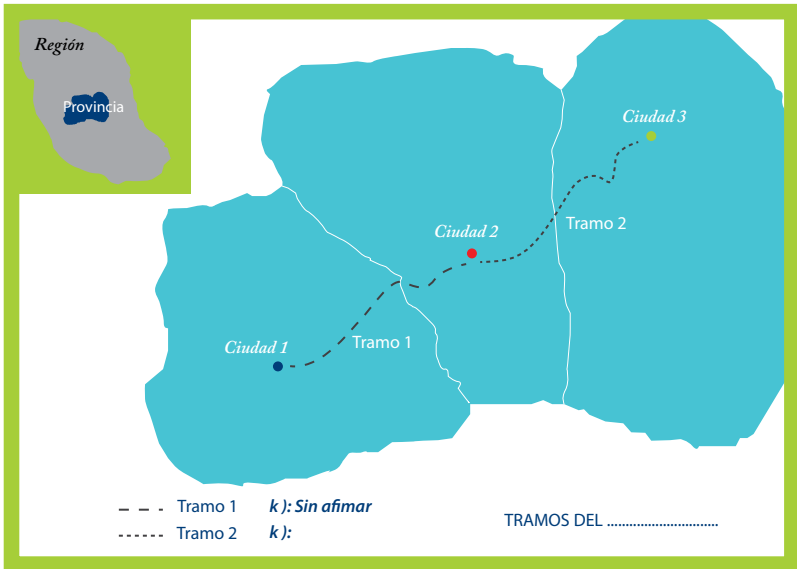 Región
Provincia
Ciudad 3
Tramo 2
Ciudad 2
Ciudad 1
Tramo 1
Tramo 1 k ): Sin afimar
Tramo 2 k ):
TRAMOS DEL ..............................